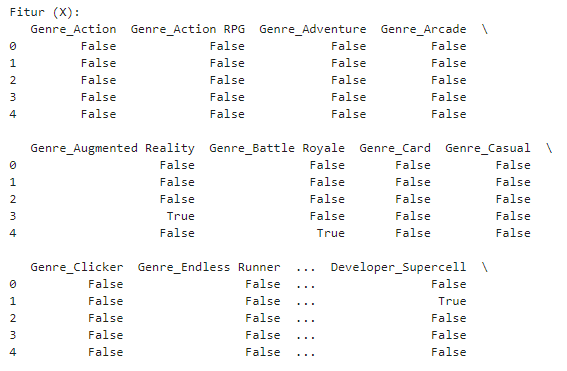 Fitur (X):
   Genre_Action  Genre_Action RPG  Genre_Adventure  Genre_Arcade  \
0         False             False            False         False
1         False             False            False         False
2         False             False            False         False
3         False             False            False         False
4         False             False            False         False
   Genre_Augmented Reality  Genre_Battle Royale  Genre_Card  Genre_Casual  \
0                    False                False       False         False
1                    False                False       False         False
2                    False                False       False         False
3                     True                False       False         False
4                    False                 True       False         False
   Genre_Clicker  Genre_Endless Runner  ...  Developer_Supercell  \
0          False                 False  ...                False
1          False                 False  ...                 True
2          False                 False  ...                False
3          False                 False  ...                False
4          False                 False  ...                False